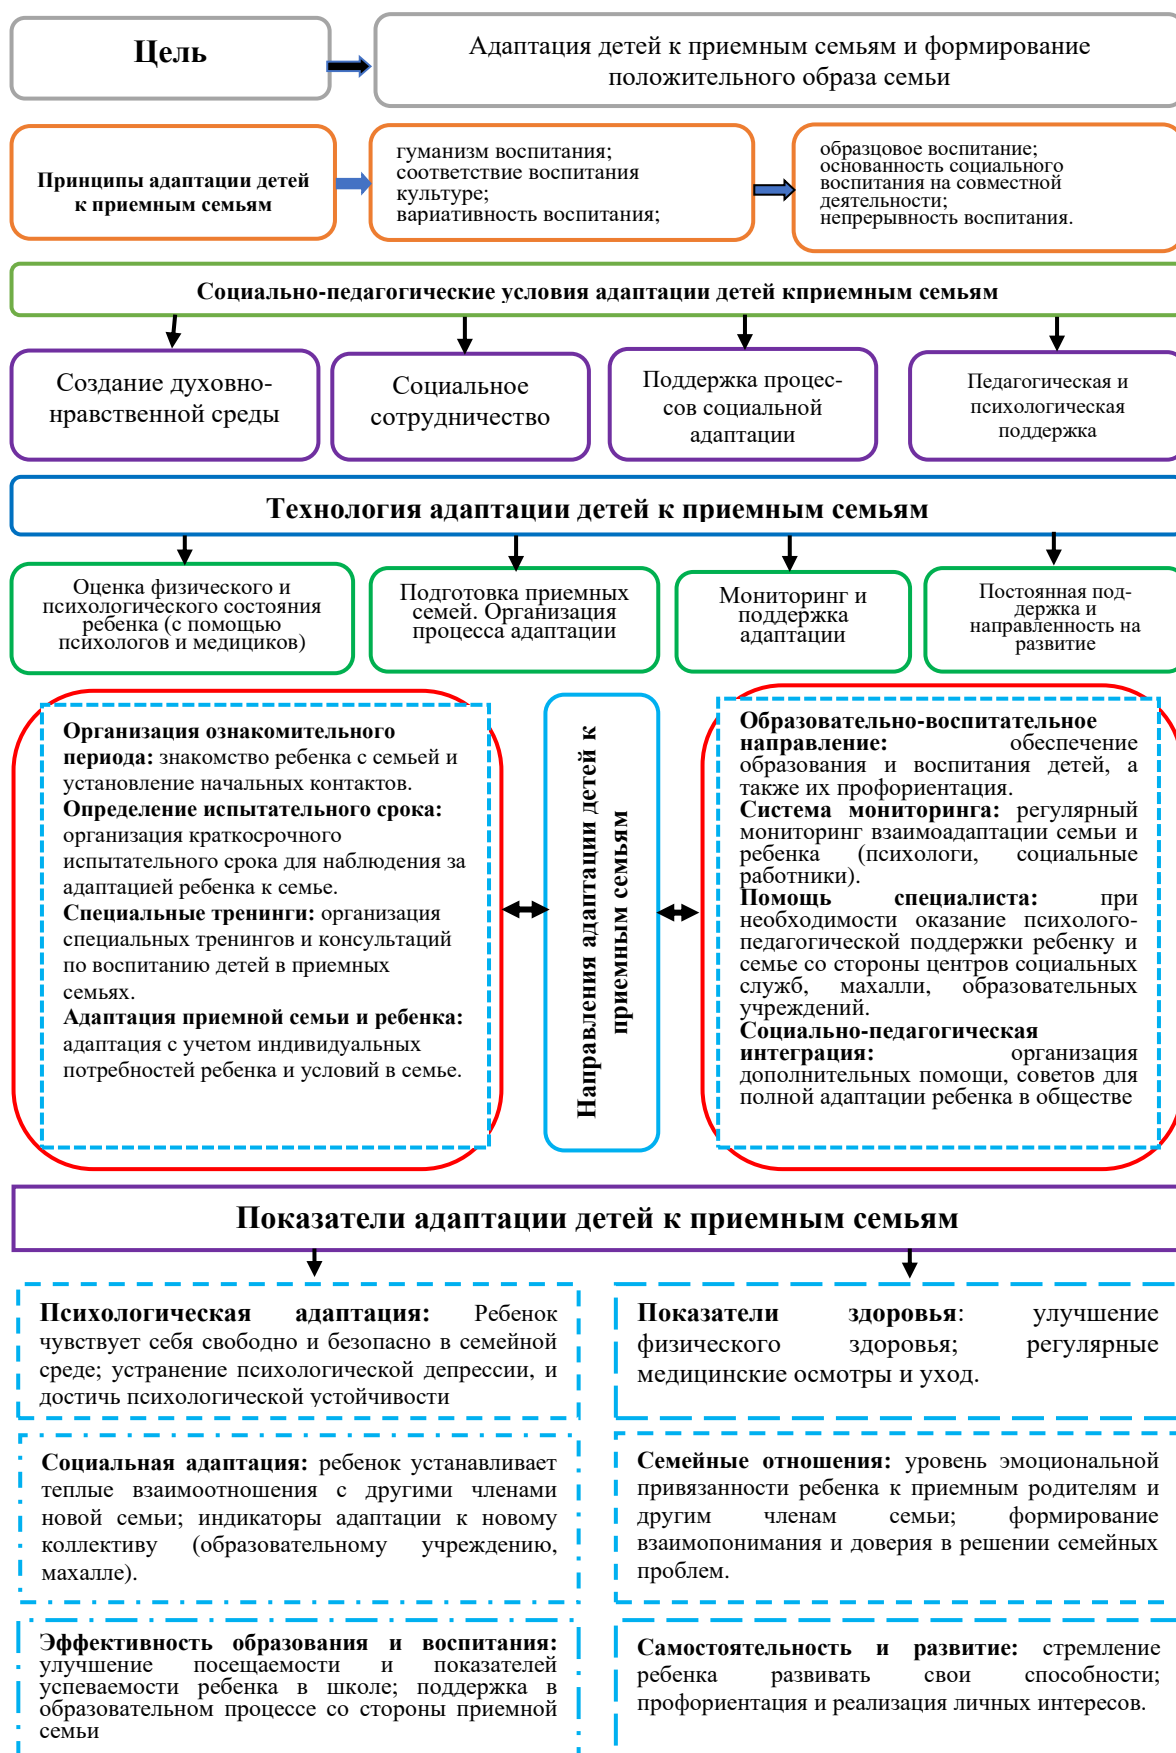 Цель
Адаптация детей к приемным семьям и формирование
положительного образа семьи
Принципы адаптации детей
к приемным семьям
гуманизм воспитания;
соответствие воспитания
культуре;
вариативность воспитания;
образцовое воспитание;
основанность социального
воспитания на совместной
деятельности;
непрерывность воспитания.
Социально-педагогические условия адаптации детей кприемным семьям
Создание духовно-
нравственной среды
Социальное
сотрудничество
Поддержка процес-
сов социальной
адаптации
Педагогическая и
психологическая
поддержка
Технология адаптации детей к приемным семьям
Оценка физического и
психологического состояния
ребенка (с помощью
психологов и медициков)
Подготовка приемных
семей. Организация
процесса адаптации
Мониторинг и
поддержка
адаптации
Постоянная под-
держка и
направленность на
развитие
Организация ознакомительного
периода: знакомство ребенка с семьей и
установление начальных контактов.
Определение испытательного срока:
организация краткосрочного
испытательного срока для наблюдения за
адаптацией ребенка к семье.
Специальные тренинги: организация
специальных тренингов и консультаций
по воспитанию детей в приемных
семьях.
Адаптация приемной семьи и ребенка:
адаптация с учетом индивидуальных
потребностей ребенка и условий в семье.
Направления адаптации детей к
приемным семьям
Образовательно-воспитательное
направление: обеспечение
образования и воспитания детей, а
также их профориентация.
Система мониторинга: регулярный
мониторинг взаимоадаптации семьи и
ребенка (психологи, социальные
работники).
Помощь специалиста: при
необходимости оказание психолого-
педагогической поддержки ребенку и
семье со стороны центров социальных
служб, махалли, образовательных
учреждений.
Социально-педагогическая
интеграция: организация
дополнительных помощи, советов для
полной адаптации ребенка в обществе
Показатели адаптации детей к приемным семьям
Психологическая адаптация: Ребенок
чувствует себя свободно и безопасно в семейной
среде; устранение психологической депрессии, и
достичь психологической устойчивости
Показатели здоровья: улучшение
физического здоровья; регулярные
медицинские осмотры и уход.
Социальная адаптация: ребенок устанавливает
теплые взаимоотношения с другими членами
новой семьи; индикаторы адаптации к новому
коллективу (образовательному учреждению,
махалле).
Семейные отношения: уровень эмоциональной
привязанности ребенка к приемным родителям и
другим членам семьи; формирование
взаимопонимания и доверия в решении семейных
проблем.
Эффективность образования и воспитания:
улучшение посещаемости и показателей
успеваемости ребенка в школе; поддержка в
образовательном процессе со стороны приемной
семьи
Самостоятельность и развитие: стремление
ребенка развивать свои способности;
профориентация и реализация личных интересов.